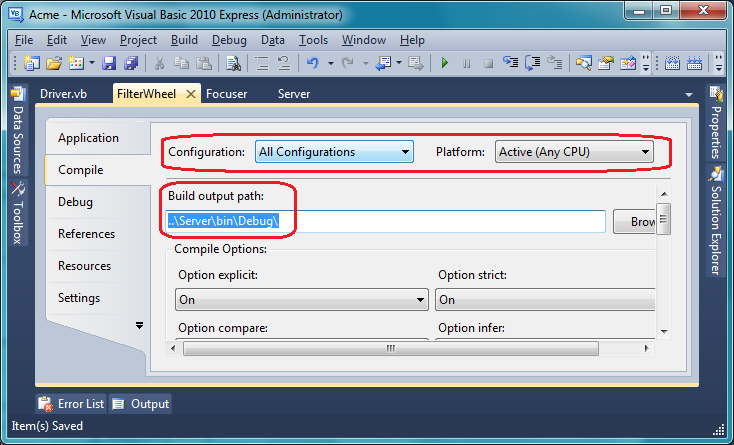 Acme - Microsoft Visual Basic 2010 Express (Administrator)
File Edit View Project Build Debug Data Tools Window Help
Driver.vb FilterWheel Focuser Server
Data Sources
Toolbox
Properties
Solution Explorer
Application
Compile
Debug
References
Resources
Settings
Configuration: All Configurations Platform: Active (Any CPU)
Build output path:
..\Server\bin\Debug\ Brow
Compile Options:
Option explicit: Option strict:
On On
Option compare: Option infer:
Error List Output
Item(s) Saved